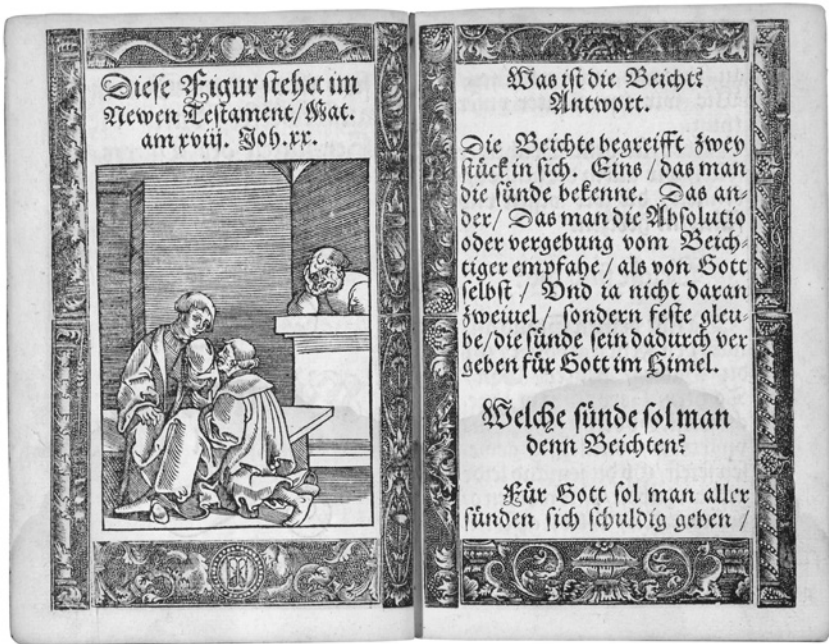 Diese Figur stehet im
Newen Testament/ Mat.
am xviij. Joh.xx.
Was ist die Beicht?
Antwort.
Die Beichte begreifft zwey
stück in sich. Eins / das man
die sünde bekenne. Das an-
der/ Das man die Absolutio
oder vergebung vom Beich-
tiger empfahe / als von Gott
selbst / Vnd ia nicht daran
zweiuel / sondern feste gleu-
be/die sünde sein dadurch ver
geben für Gott im Himel.
Welche sünde sol man
denn Beichten?
Für Gott sol man aller
sünden sich schuldig geben /